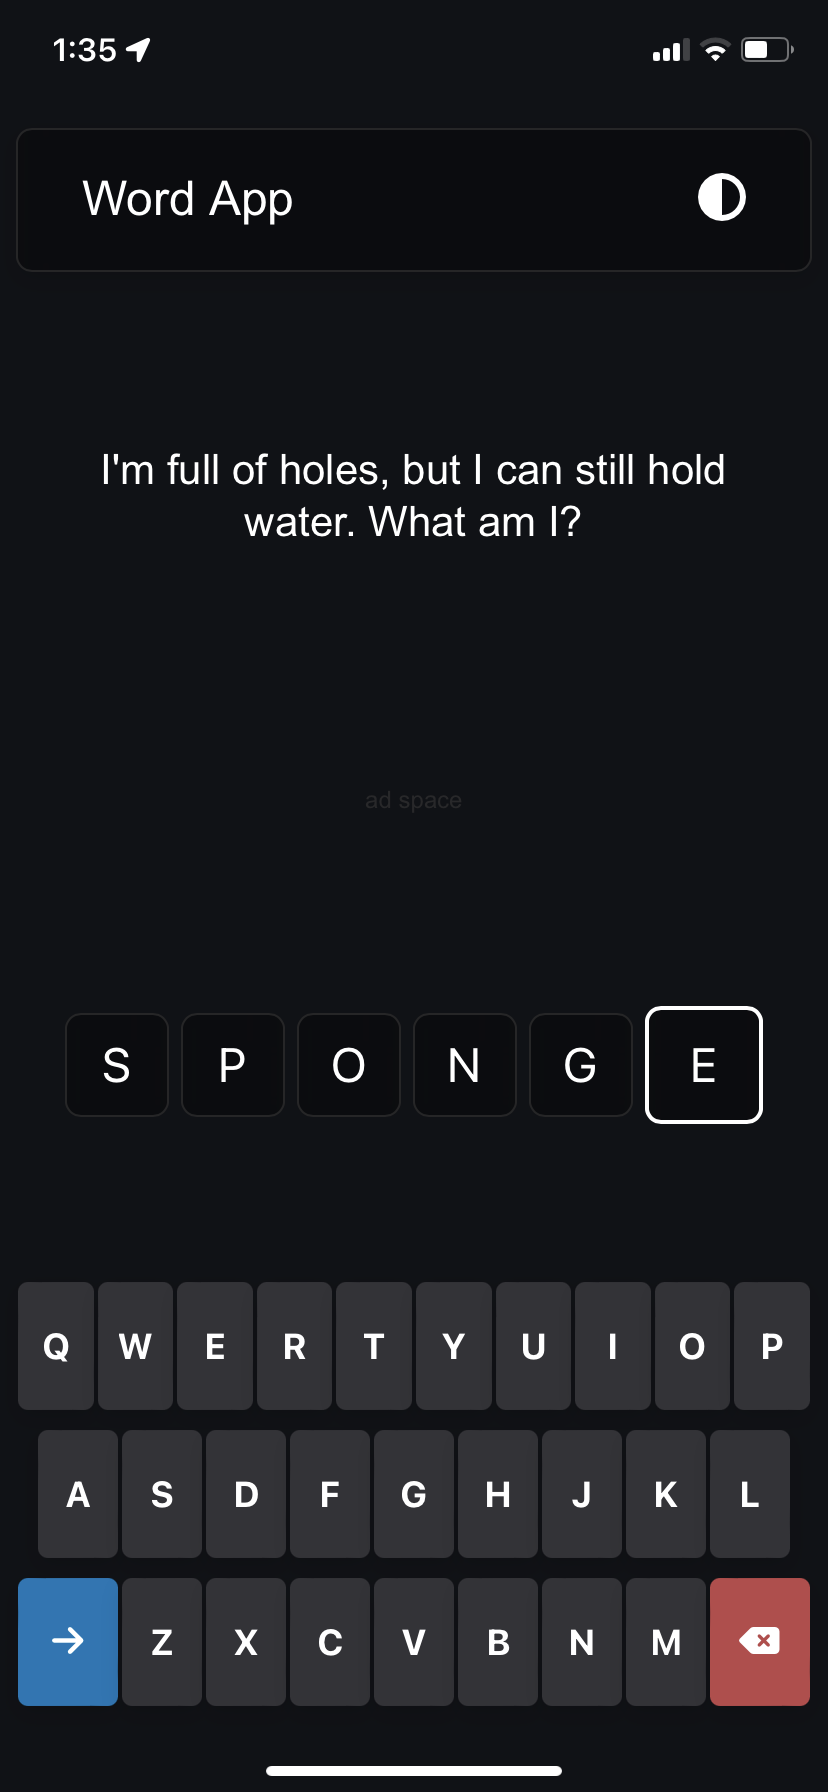 1:35
Word App
I'm full of holes, but I can still hold
water. What am I?
ad space
S P O N G E
Q W E R T Y U I O P
A S D F G H J K L
Z X C V B N M